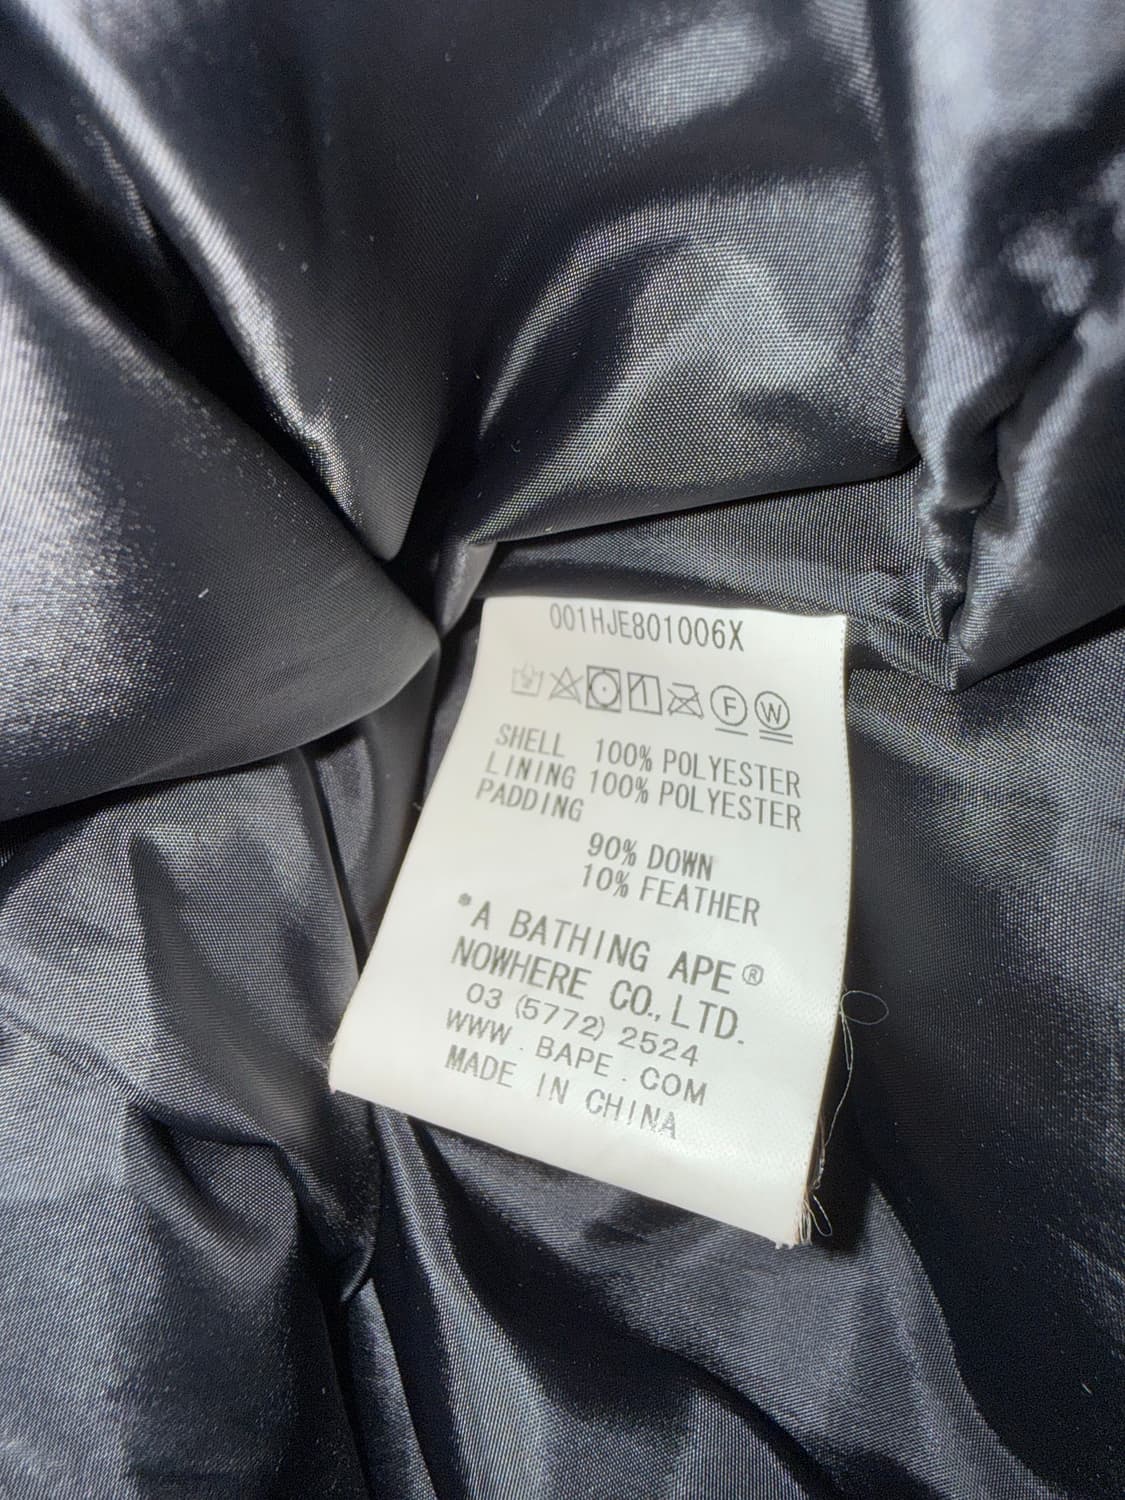 001HJE801006X
F W
SHELL 100% POLYESTER
LINING 100% POLYESTER
PADDING
90% DOWN
10% FEATHER
*A BATHING APE®
NOWHERE CO., LTD.
03 (5772) 2524
WWW . BAPE . COM
MADE IN CHINA